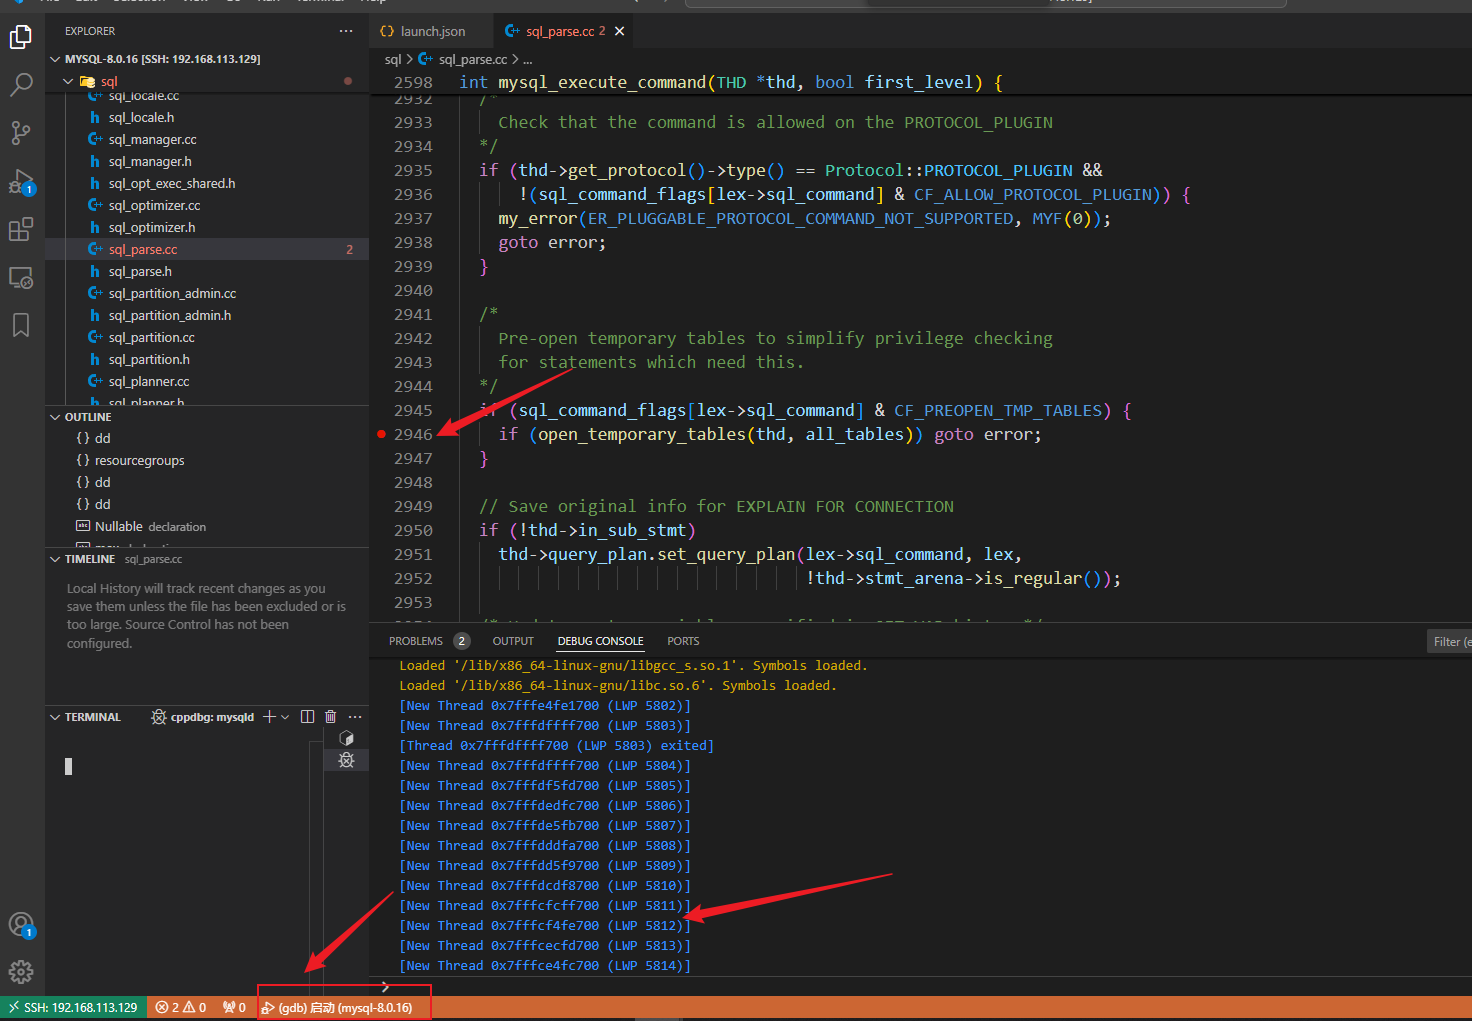 EXPLORER
MYSQL-8.0.16 [SSH: 192.168.113.129]
sql
sql_locale.cc
sql_locale.h
sql_manager.cc
sql_manager.h
sql_opt_exec_shared.h
sql_optimizer.cc
sql_optimizer.h
sql_parse.cc 2
sql_parse.h
sql_partition_admin.cc
sql_partition_admin.h
sql_partition.cc
sql_partition.h
sql_planner.cc
sql_planner.h
OUTLINE
{} dd
{} resourcegroups
{} dd
{} dd
Nullable declaration
TIMELINE sql_parse.cc
Local History will track recent changes as you
save them unless the file has been excluded or is
too large. Source Control has not been
configured.
TERMINAL cppdbg: mysqld
{} launch.json
sql_parse.cc 2
sql > sql_parse.cc > ...
2598 int mysql_execute_command(THD *thd, bool first_level) {
2932 /*
2933 Check that the command is allowed on the PROTOCOL_PLUGIN
2934 */
2935 if (thd->get_protocol()->type() == Protocol::PROTOCOL_PLUGIN &&
2936 !(sql_command_flags[lex->sql_command] & CF_ALLOW_PROTOCOL_PLUGIN)) {
2937 my_error(ER_PLUGGABLE_PROTOCOL_COMMAND_NOT_SUPPORTED, MYF(0));
2938 goto error;
2939 }
2940
2941 /*
2942 Pre-open temporary tables to simplify privilege checking
2943 for statements which need this.
2944 */
2945 if (sql_command_flags[lex->sql_command] & CF_PREOPEN_TMP_TABLES) {
2946 if (open_temporary_tables(thd, all_tables)) goto error;
2947 }
2948
2949 // Save original info for EXPLAIN FOR CONNECTION
2950 if (!thd->in_sub_stmt)
2951 thd->query_plan.set_query_plan(lex->sql_command, lex,
2952 !thd->stmt_arena->is_regular());
2953
PROBLEMS 2 OUTPUT DEBUG CONSOLE PORTS Filter (e
Loaded '/lib/x86_64-linux-gnu/libgcc_s.so.1'. Symbols loaded.
Loaded '/lib/x86_64-linux-gnu/libc.so.6'. Symbols loaded.
[New Thread 0x7fffe4fe1700 (LWP 5802)]
[New Thread 0x7fffdffff700 (LWP 5803)]
[Thread 0x7fffdffff700 (LWP 5803) exited]
[New Thread 0x7fffdffff700 (LWP 5804)]
[New Thread 0x7fffdf5fd700 (LWP 5805)]
[New Thread 0x7fffdedfc700 (LWP 5806)]
[New Thread 0x7fffde5fb700 (LWP 5807)]
[New Thread 0x7fffdddfa700 (LWP 5808)]
[New Thread 0x7fffdd5f9700 (LWP 5809)]
[New Thread 0x7fffdcdf8700 (LWP 5810)]
[New Thread 0x7fffcfcff700 (LWP 5811)]
[New Thread 0x7fffcf4fe700 (LWP 5812)]
[New Thread 0x7fffcecfd700 (LWP 5813)]
[New Thread 0x7fffce4fc700 (LWP 5814)]
SSH: 192.168.113.129 2 0 0 (gdb) 启动 (mysql-8.0.16)